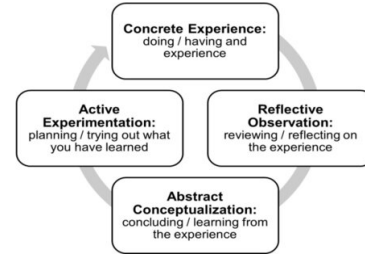 Concrete Experience:
doing / having and
experience
Active
Experimentation:
planning / trying out what
you have learned
Reflective
Observation:
reviewing / reflecting on
the experience
Abstract
Conceptualization:
concluding / learning from
the experience